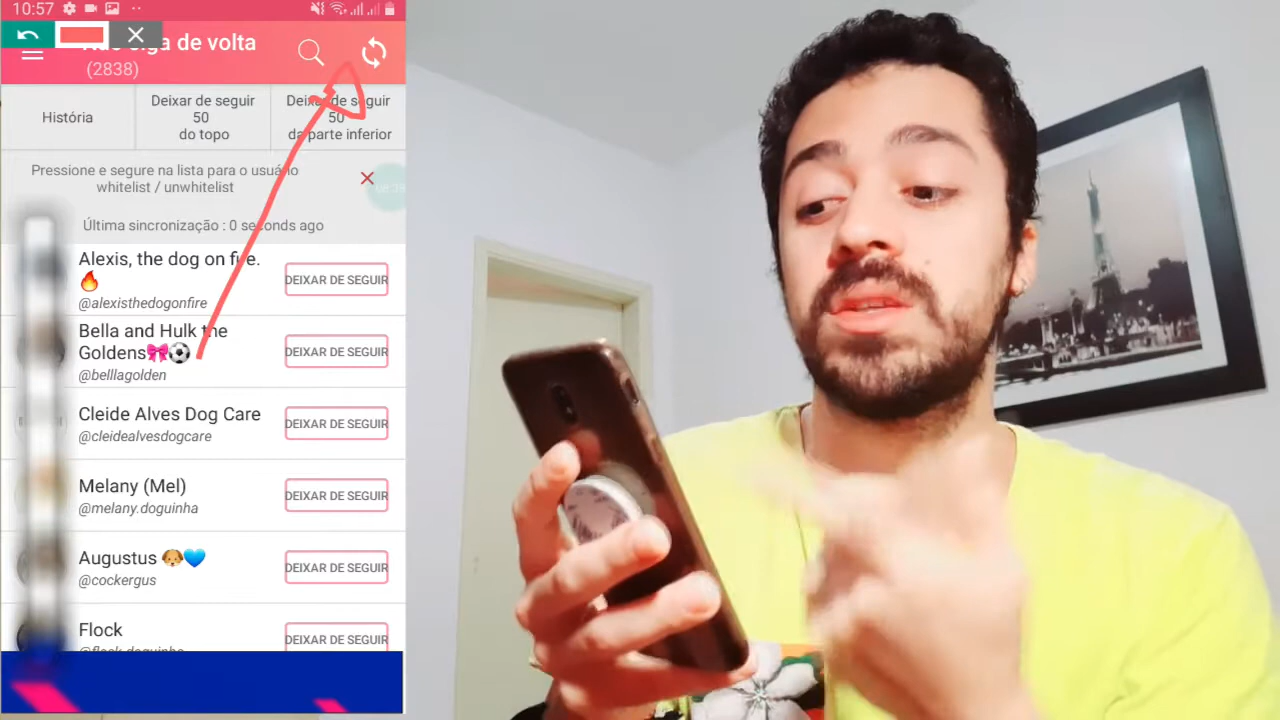 10:57
siga de volta
(2838)
História
Deixar de seguir
50
do topo
Deixar de seguir
50
da parte inferior
Pressione e segure na lista para o usuário
whitelist / unwhitelist
Última sincronização : 0 seconds ago
Alexis, the dog on fire.
🔥
@alexisthedogonfire
DEIXAR DE SEGUIR
Bella and Hulk the
Goldens🎀⚽
@belllagolden
DEIXAR DE SEGUIR
Cleide Alves Dog Care
@cleidealvesdogcare
DEIXAR DE SEGUIR
Melany (Mel)
@melany.doguinha
DEIXAR DE SEGUIR
Augustus 🐶💙
@cockergus
DEIXAR DE SEGUIR
Flock
DEIXAR DE SEGUIR